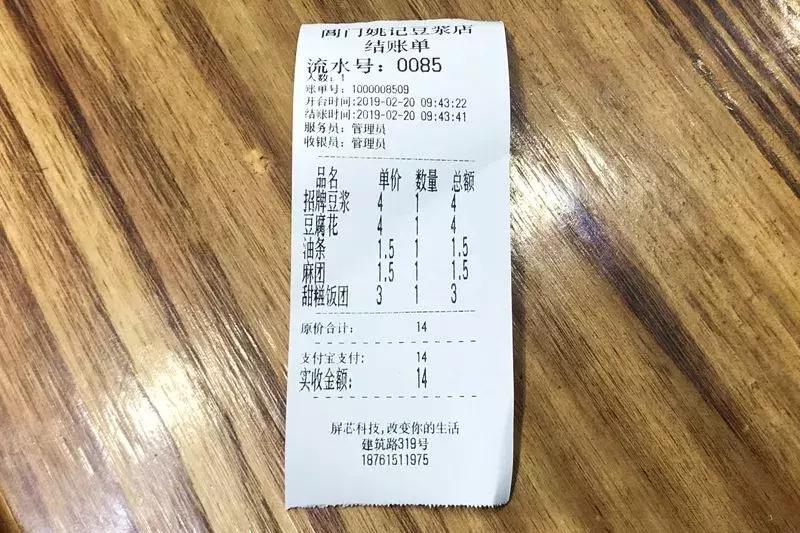 阊门姚记豆浆店
结账单
流水号：0085
人数：1
账单号：1000008509
开台时间:2019-02-20 09:43:22
结账时间:2019-02-20 09:43:41
服务员：管理员
收银员：管理员
品名 单价 数量 总额
招牌豆浆 4 1 4
豆腐花 4 1 4
油条 1.5 1 1.5
麻团 1.5 1 1.5
甜糍饭团 3 1 3
原价合计： 14
支付宝支付： 14
实收金额： 14
屏芯科技,改变你的生活
建筑路319号
18761511975